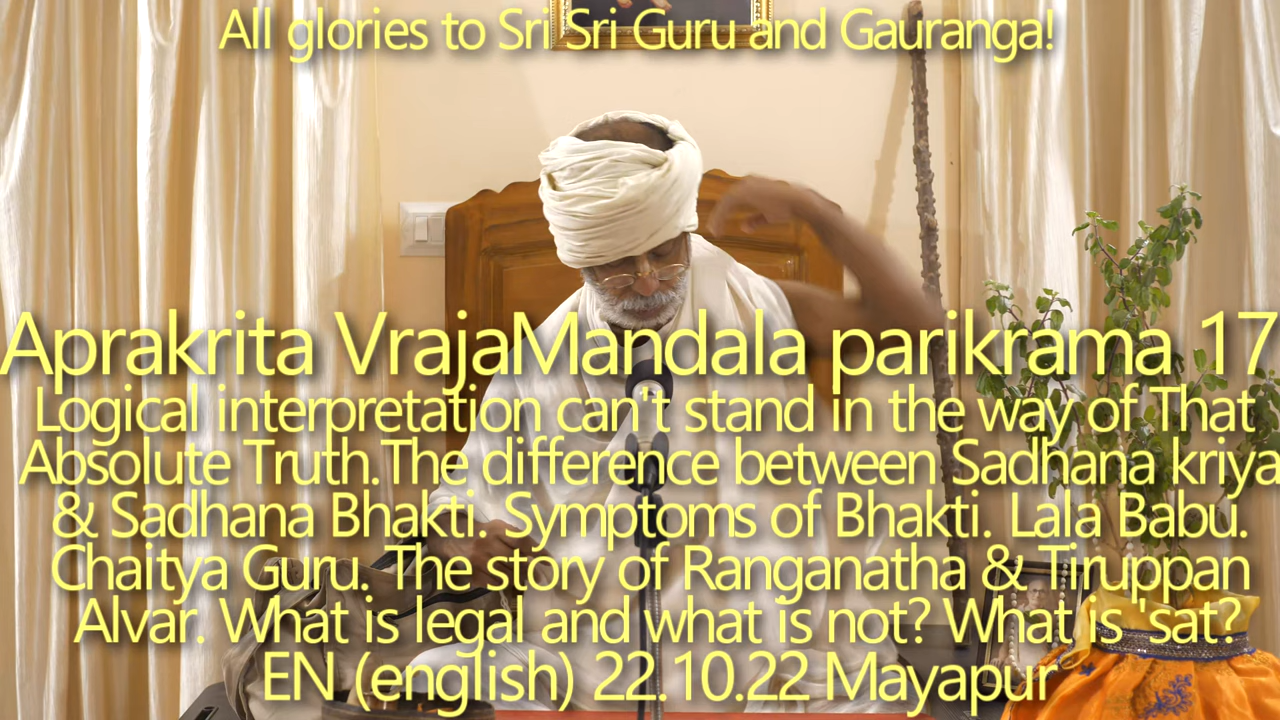 All glories to Sri Sri Guru and Gauranga!
Aprakrita VrajaMandala parikrama 17
Logical interpretation can't stand in the way of That
Absolute Truth.The difference between Sadhana kriya
& Sadhana Bhakti. Symptoms of Bhakti. Lala Babu.
Chaitya Guru. The story of Ranganatha & Tiruppan
Alvar. What is legal and what is not? What is 'sat?
EN (english) 22.10.22 Mayapur